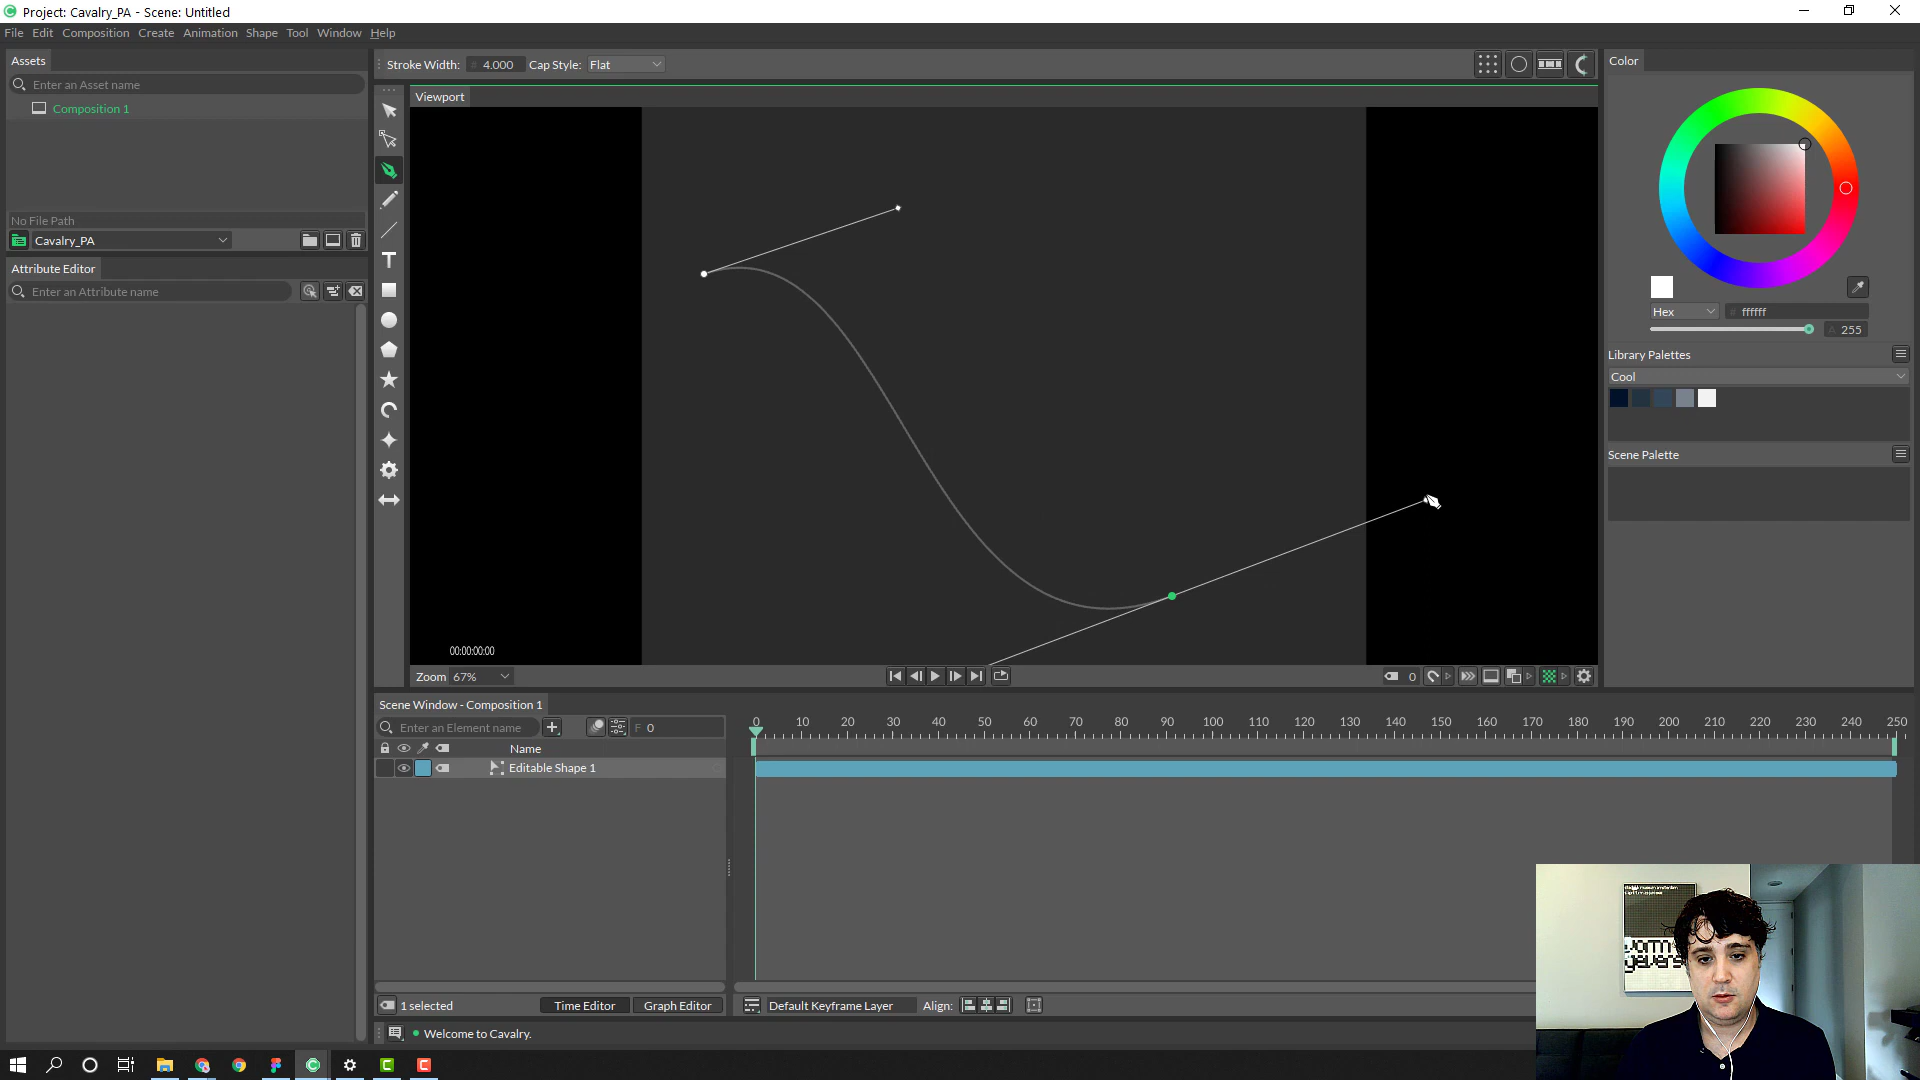 Project: Cavalry_PA - Scene: Untitled
File Edit Composition Create Animation Shape Tool Window Help
Assets
Enter an Asset name
Composition 1
No File Path
Cavalry_PA
Attribute Editor
Enter an Attribute name
Stroke Width: 4.000 Cap Style: Flat
Viewport
00:00:00:00
Zoom 67%
0
Color
Hex
ffffff
A 255
Library Palettes
Cool
Scene Palette
Scene Window - Composition 1
Enter an Element name
F 0
Name
Editable Shape 1
0 10 20 30 40 50 60 70 80 90 100 110 120 130 140 150 160 170 180 190 200 210 220 230 240 250
1 selected
Time Editor
Graph Editor
Default Keyframe Layer
Align:
Welcome to Cavalry.